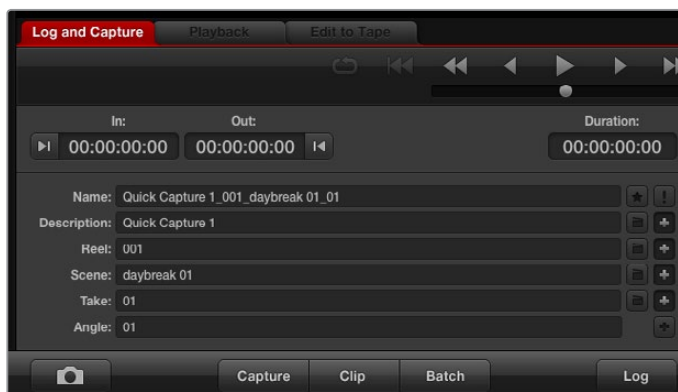 Log and Capture Playback Edit to Tape
In: Out: Duration:
00:00:00:00 00:00:00:00 00:00:00:00
Name: Quick Capture 1_001_daybreak 01_01
Description: Quick Capture 1
Reel: 001
Scene: daybreak 01
Take: 01
Angle: 01
Capture Clip Batch Log